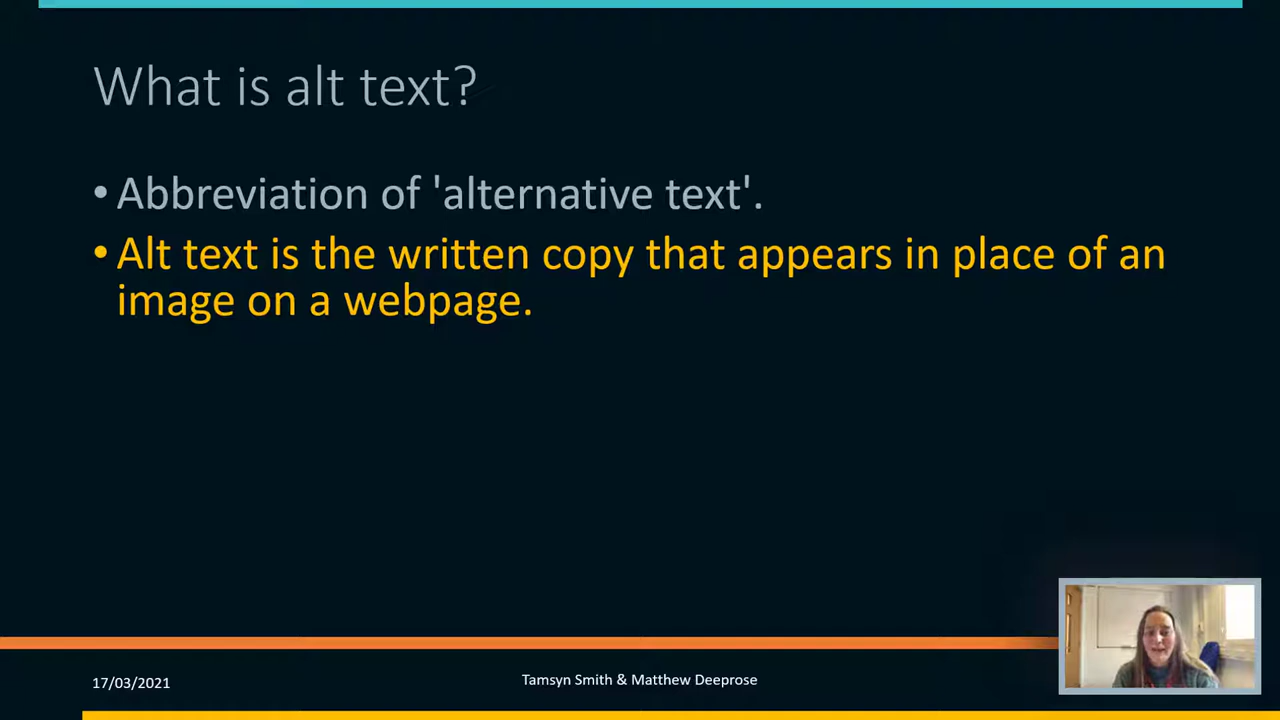 What is alt text?
• Abbreviation of 'alternative text'.
• Alt text is the written copy that appears in place of an
image on a webpage.
17/03/2021
Tamsyn Smith & Matthew Deeprose